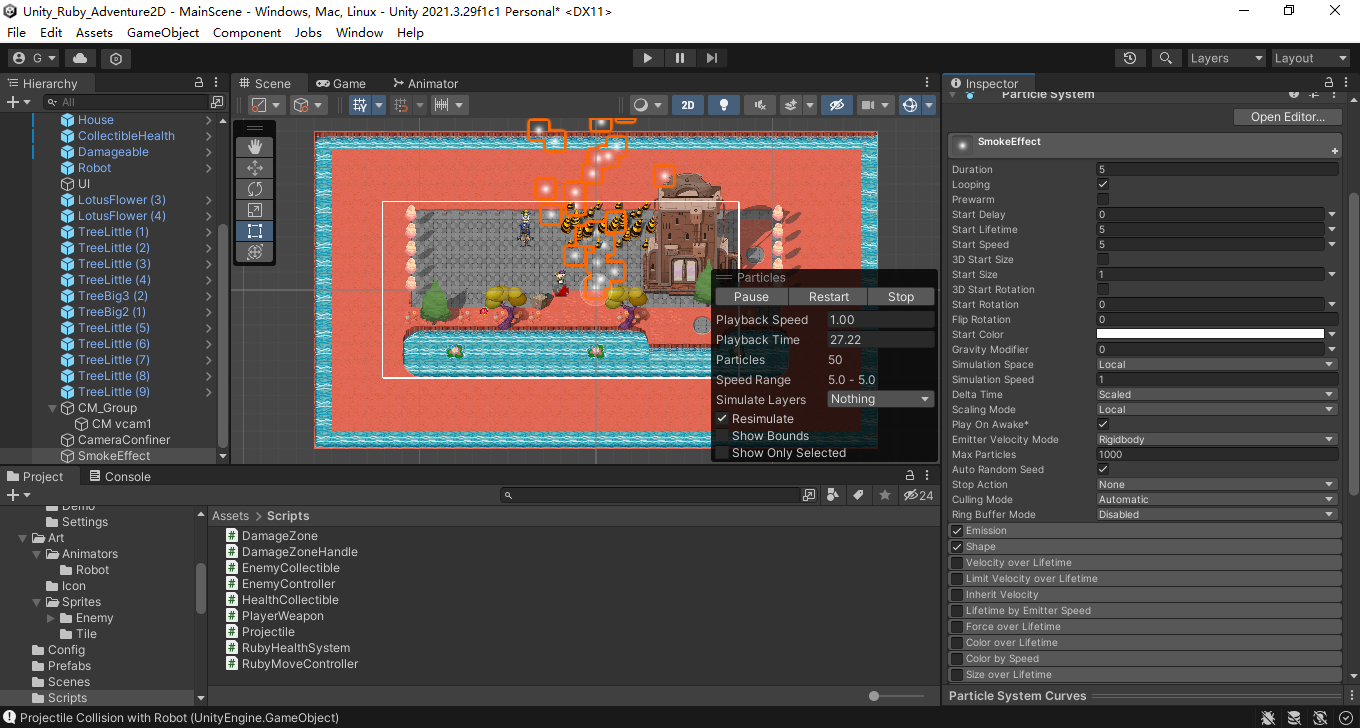 Unity_Ruby_Adventure2D - MainScene - Windows, Mac, Linux - Unity 2021.3.29f1c1 Personal* <DX11>
File Edit Assets GameObject Component Jobs Window Help
G
Layers
Layout
Hierarchy
All
House
CollectibleHealth
Damageable
Robot
UI
LotusFlower (3)
LotusFlower (4)
TreeLittle (1)
TreeLittle (2)
TreeLittle (3)
TreeLittle (4)
TreeBig3 (2)
TreeBig2 (1)
TreeLittle (5)
TreeLittle (6)
TreeLittle (7)
TreeLittle (8)
TreeLittle (9)
CM_Group
CM vcam1
CameraConfiner
SmokeEffect
Scene Game Animator
2D
Particles
Pause Restart Stop
Playback Speed 1.00
Playback Time 27.22
Particles 50
Speed Range 5.0 - 5.0
Simulate Layers Nothing
Resimulate
Show Bounds
Show Only Selected
Inspector
Particle System
Open Editor...
SmokeEffect
Duration 5
Looping
Prewarm
Start Delay 0
Start Lifetime 5
Start Speed 5
3D Start Size
Start Size 1
3D Start Rotation
Start Rotation 0
Flip Rotation 0
Start Color
Gravity Modifier 0
Simulation Space Local
Simulation Speed 1
Delta Time Scaled
Scaling Mode Local
Play On Awake*
Emitter Velocity Mode Rigidbody
Max Particles 1000
Auto Random Seed
Stop Action None
Culling Mode Automatic
Ring Buffer Mode Disabled
Emission
Shape
Velocity over Lifetime
Limit Velocity over Lifetime
Inherit Velocity
Lifetime by Emitter Speed
Force over Lifetime
Color over Lifetime
Color by Speed
Size over Lifetime
Particle System Curves
Project Console
24
Demo
Settings
Art
Animators
Robot
Icon
Sprites
Enemy
Tile
Config
Prefabs
Scenes
Scripts
Assets > Scripts
DamageZone
DamageZoneHandle
EnemyCollectible
EnemyController
HealthCollectible
PlayerWeapon
Projectile
RubyHealthSystem
RubyMoveController
Projectile Collision with Robot (UnityEngine.GameObject)